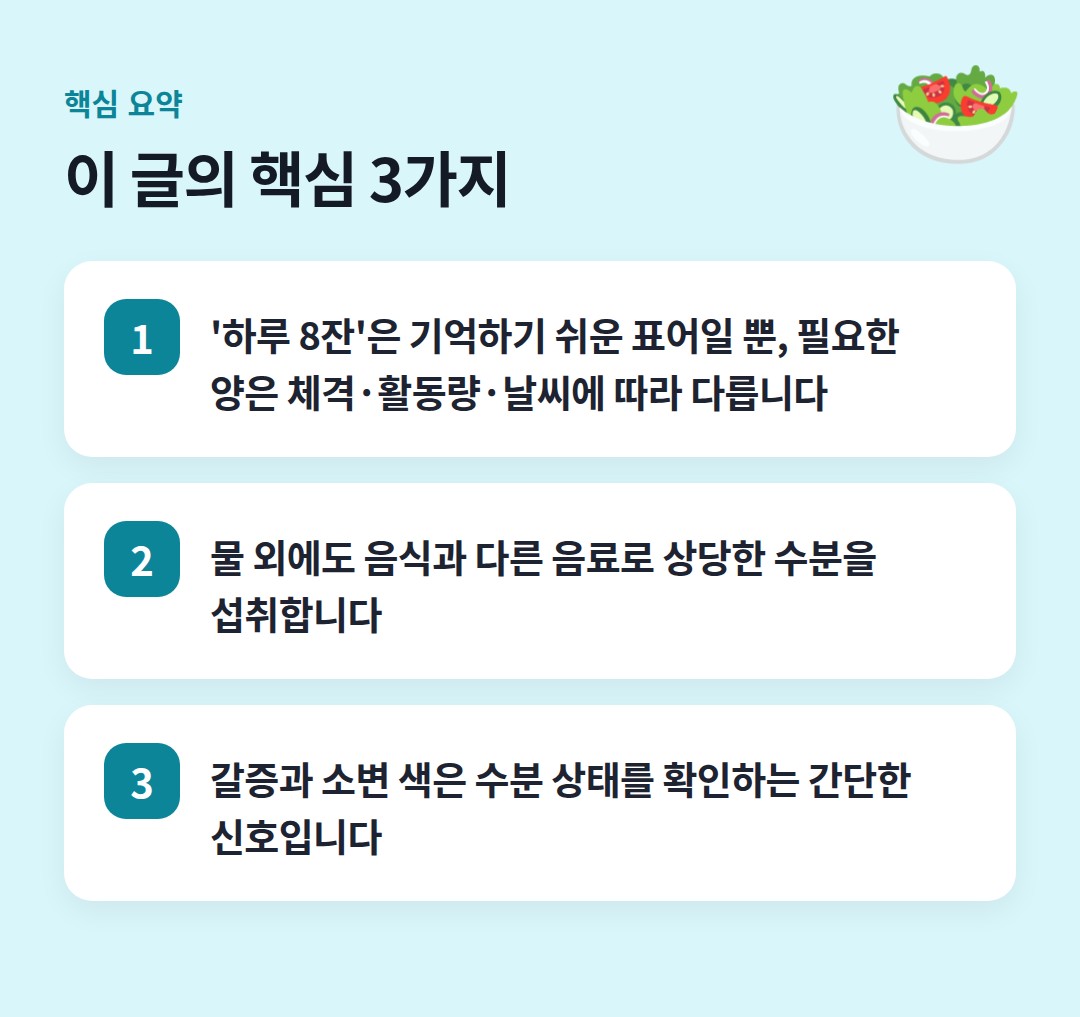 핵심 요약
이 글의 핵심 3가지
1
'하루 8잔'은 기억하기 쉬운 표어일 뿐, 필요한
양은 체격·활동량·날씨에 따라 다릅니다
2
물 외에도 음식과 다른 음료로 상당한 수분을
섭취합니다
3
갈증과 소변 색은 수분 상태를 확인하는 간단한
신호입니다